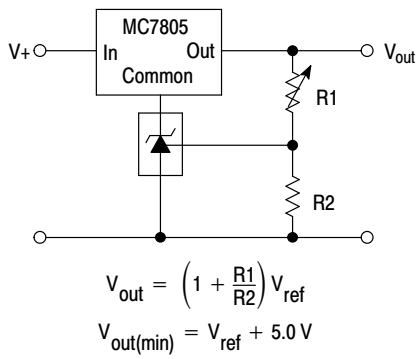 MC7805
V+ In Out V_out
Common
R1
R2
V_out = (1 + R1/R2) V_ref
V_out(min) = V_ref + 5.0 V